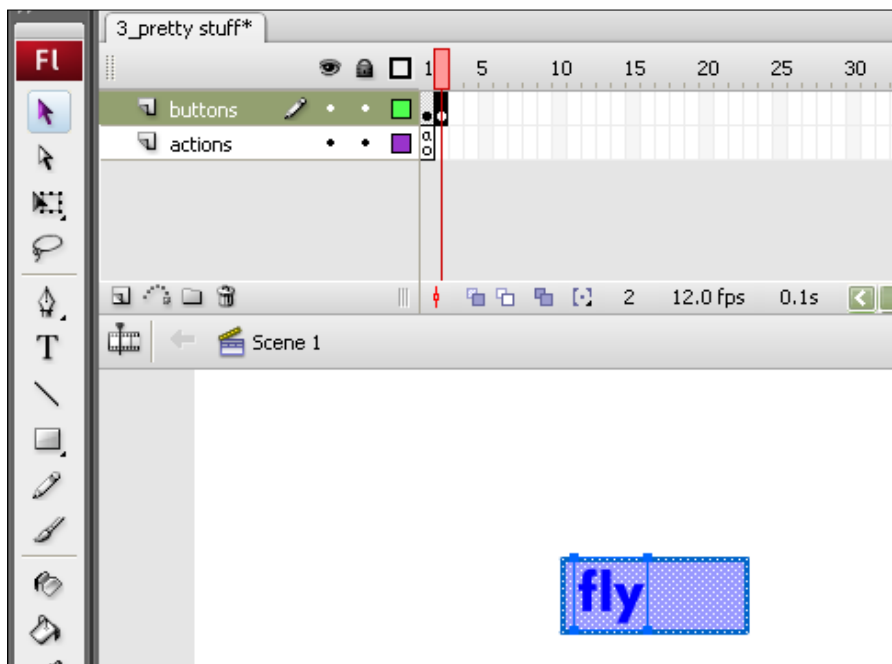 3_pretty stuff*
Fl
1 5 10 15 20 25 30
buttons
actions
a
2 12.0 fps 0.1s
Scene 1
T
fly